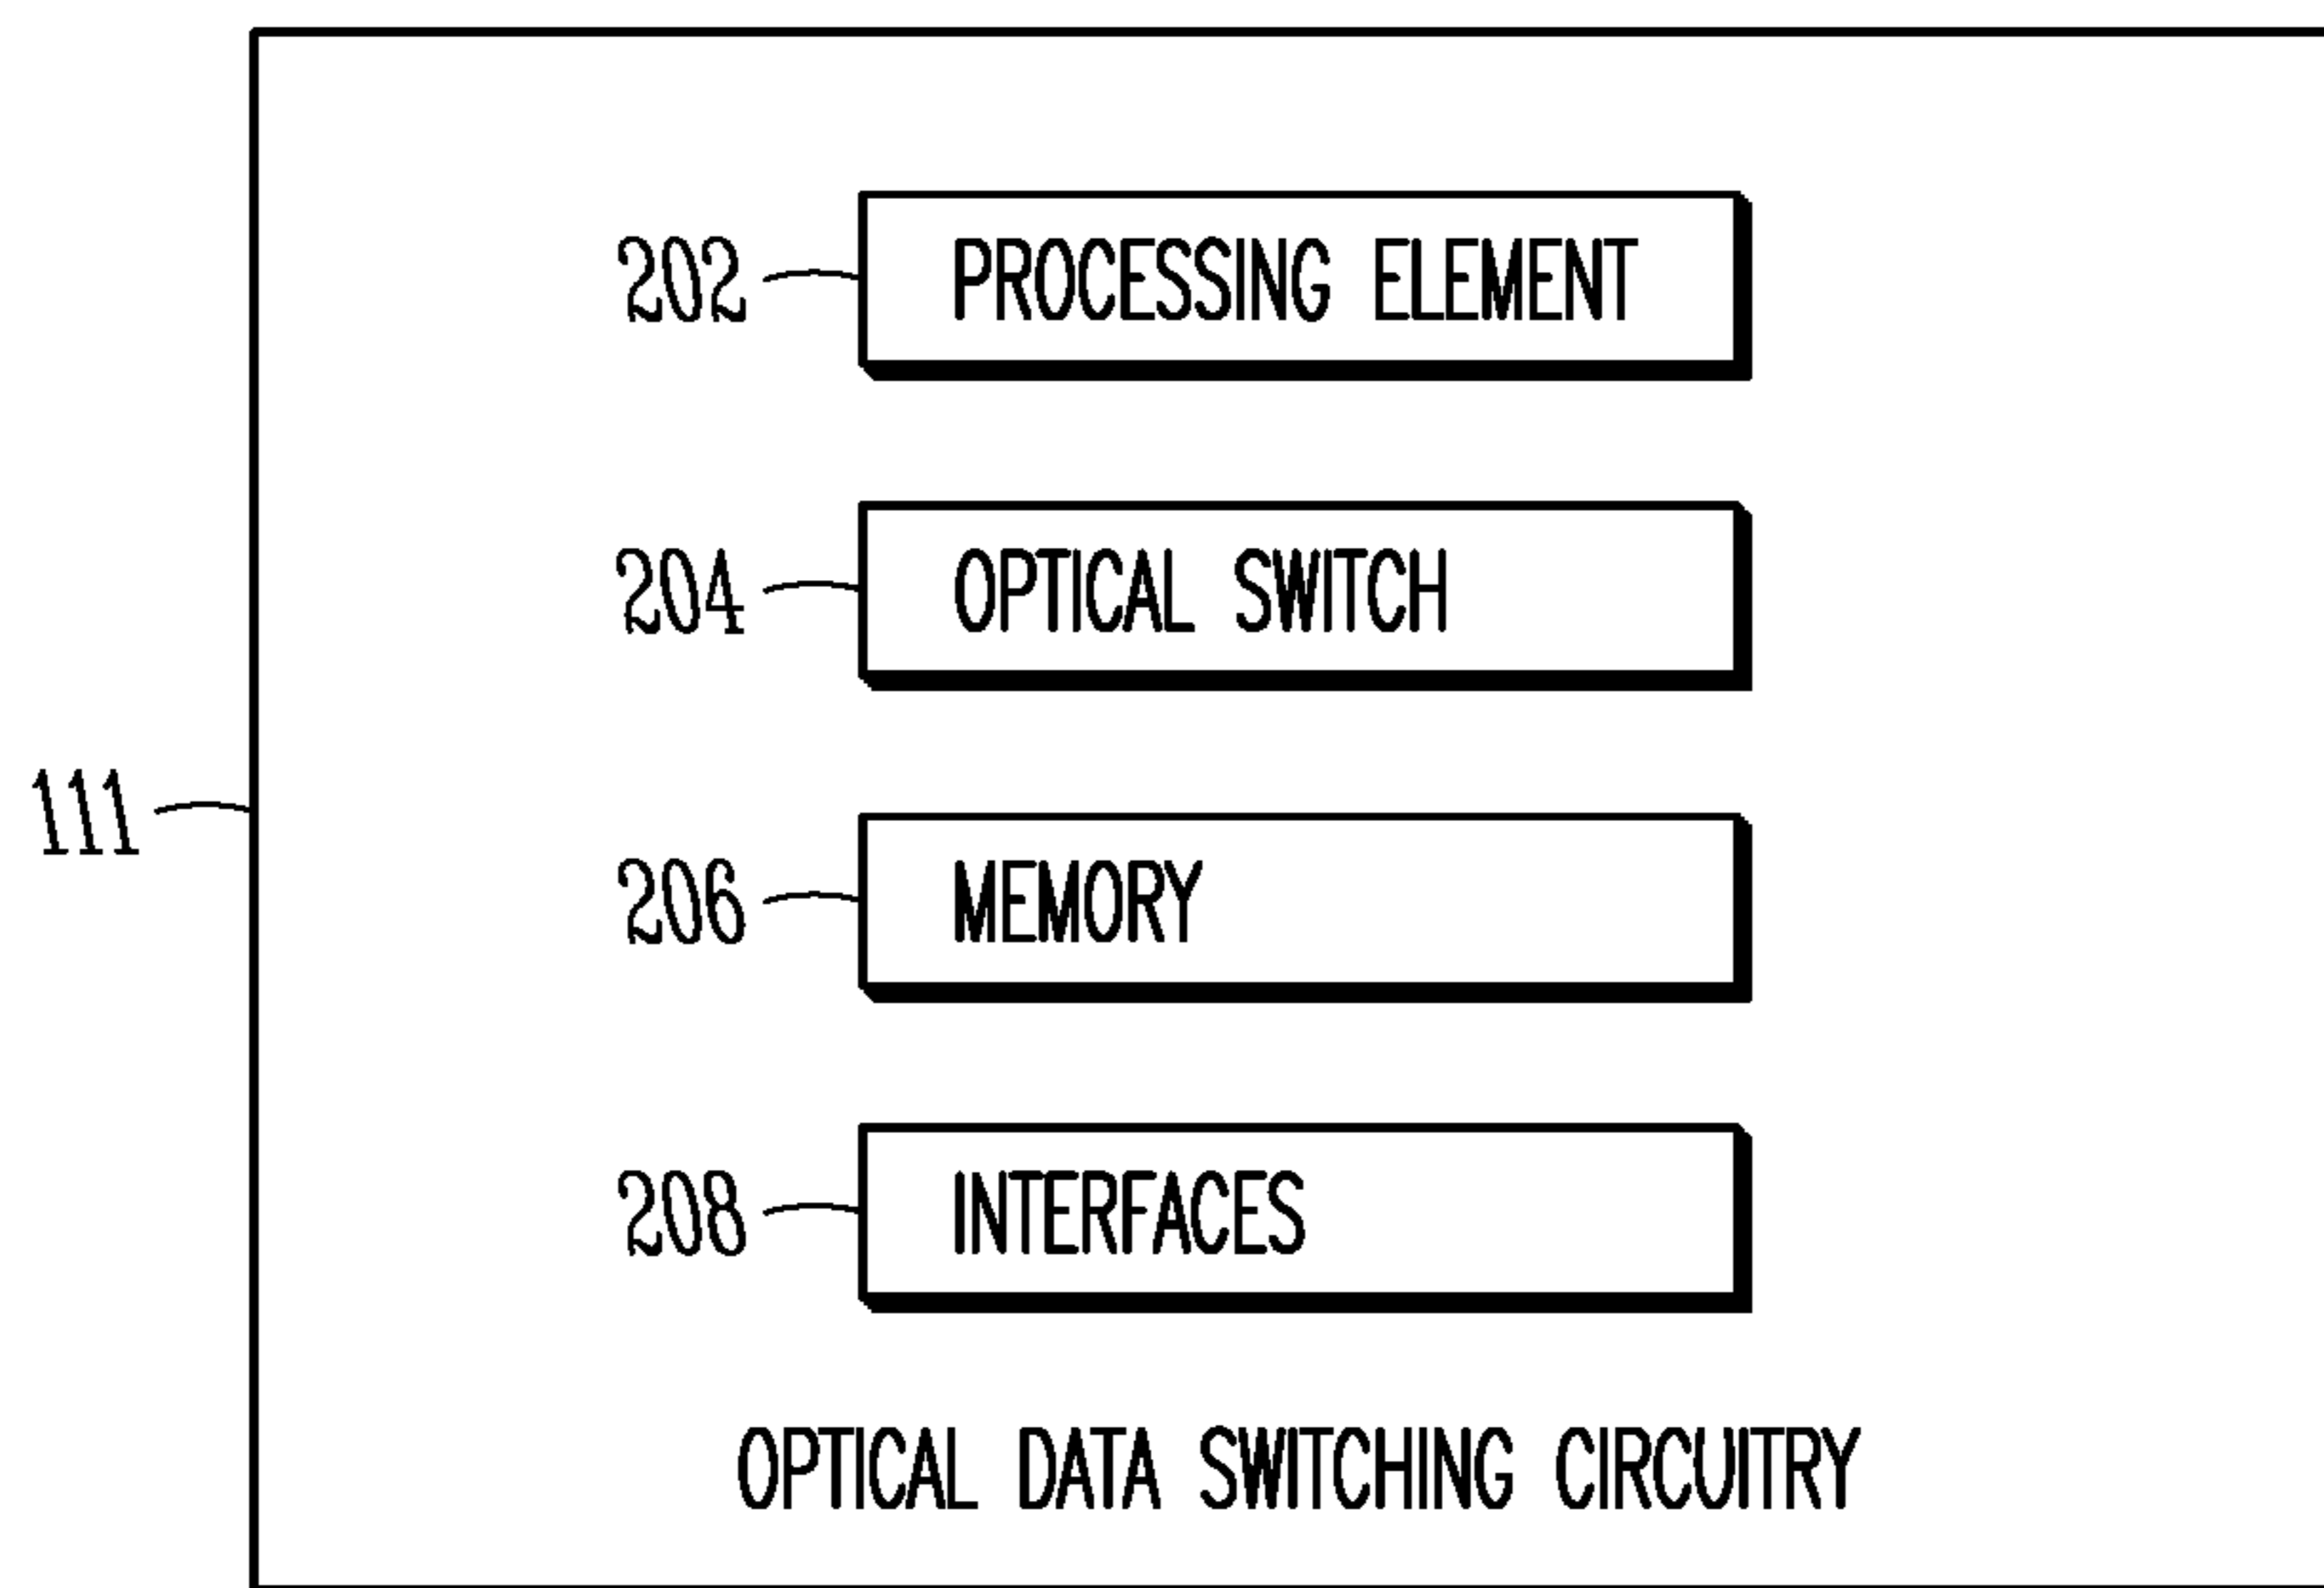 202 PROCESSING ELEMENT
204 OPTICAL SWITCH
111
206 MEMORY
208 INTERFACES
OPTICAL DATA SWITCHING CIRCUITRY